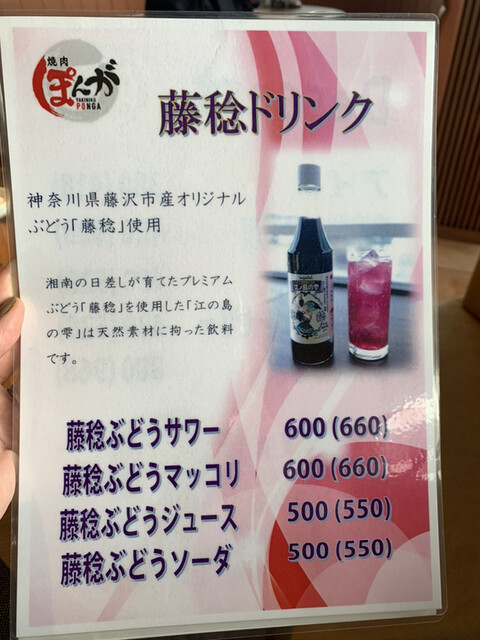 焼肉
ぽんが
YAKINIKU
PONGA
藤稔ドリンク
神奈川県藤沢市産オリジナル
ぶどう「藤稔」使用
湘南の日差しが育てたプレミアム
ぶどう「藤稔」を使用した「江の島
の雫」は天然素材に拘った飲料
です。
江の島の雫
藤稔ぶどうサワー 600 (660)
藤稔ぶどうマッコリ 600 (660)
藤稔ぶどうジュース 500 (550)
藤稔ぶどうソーダ 500 (550)